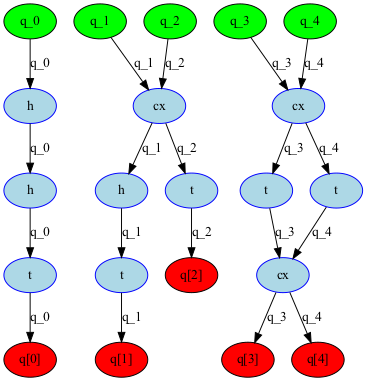 q_0 q_1 q_2 q_3 q_4
q_0 q_1 q_2 q_3 q_4
h cx cx
q_0 q_1 q_2 q_3 q_4
h h t t t
q_0 q_1 q_2 q_3 q_4
t t q[2] cx
q_0 q_1 q_3 q_4
q[0] q[1] q[3] q[4]